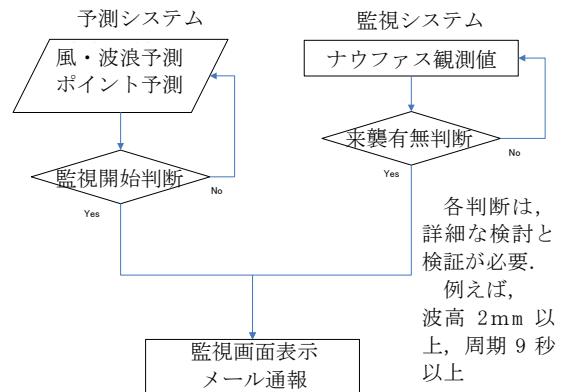 予測システム
風・波浪予測
ポイント予測
監視開始判断
No
Yes
監視システム
ナウファス観測値
来襲有無判断
No
Yes
各判断は,
詳細な検討と
検証が必要.
例えば,
波高 2mm 以
上, 周期 9 秒
以上
監視画面表示
メール通報